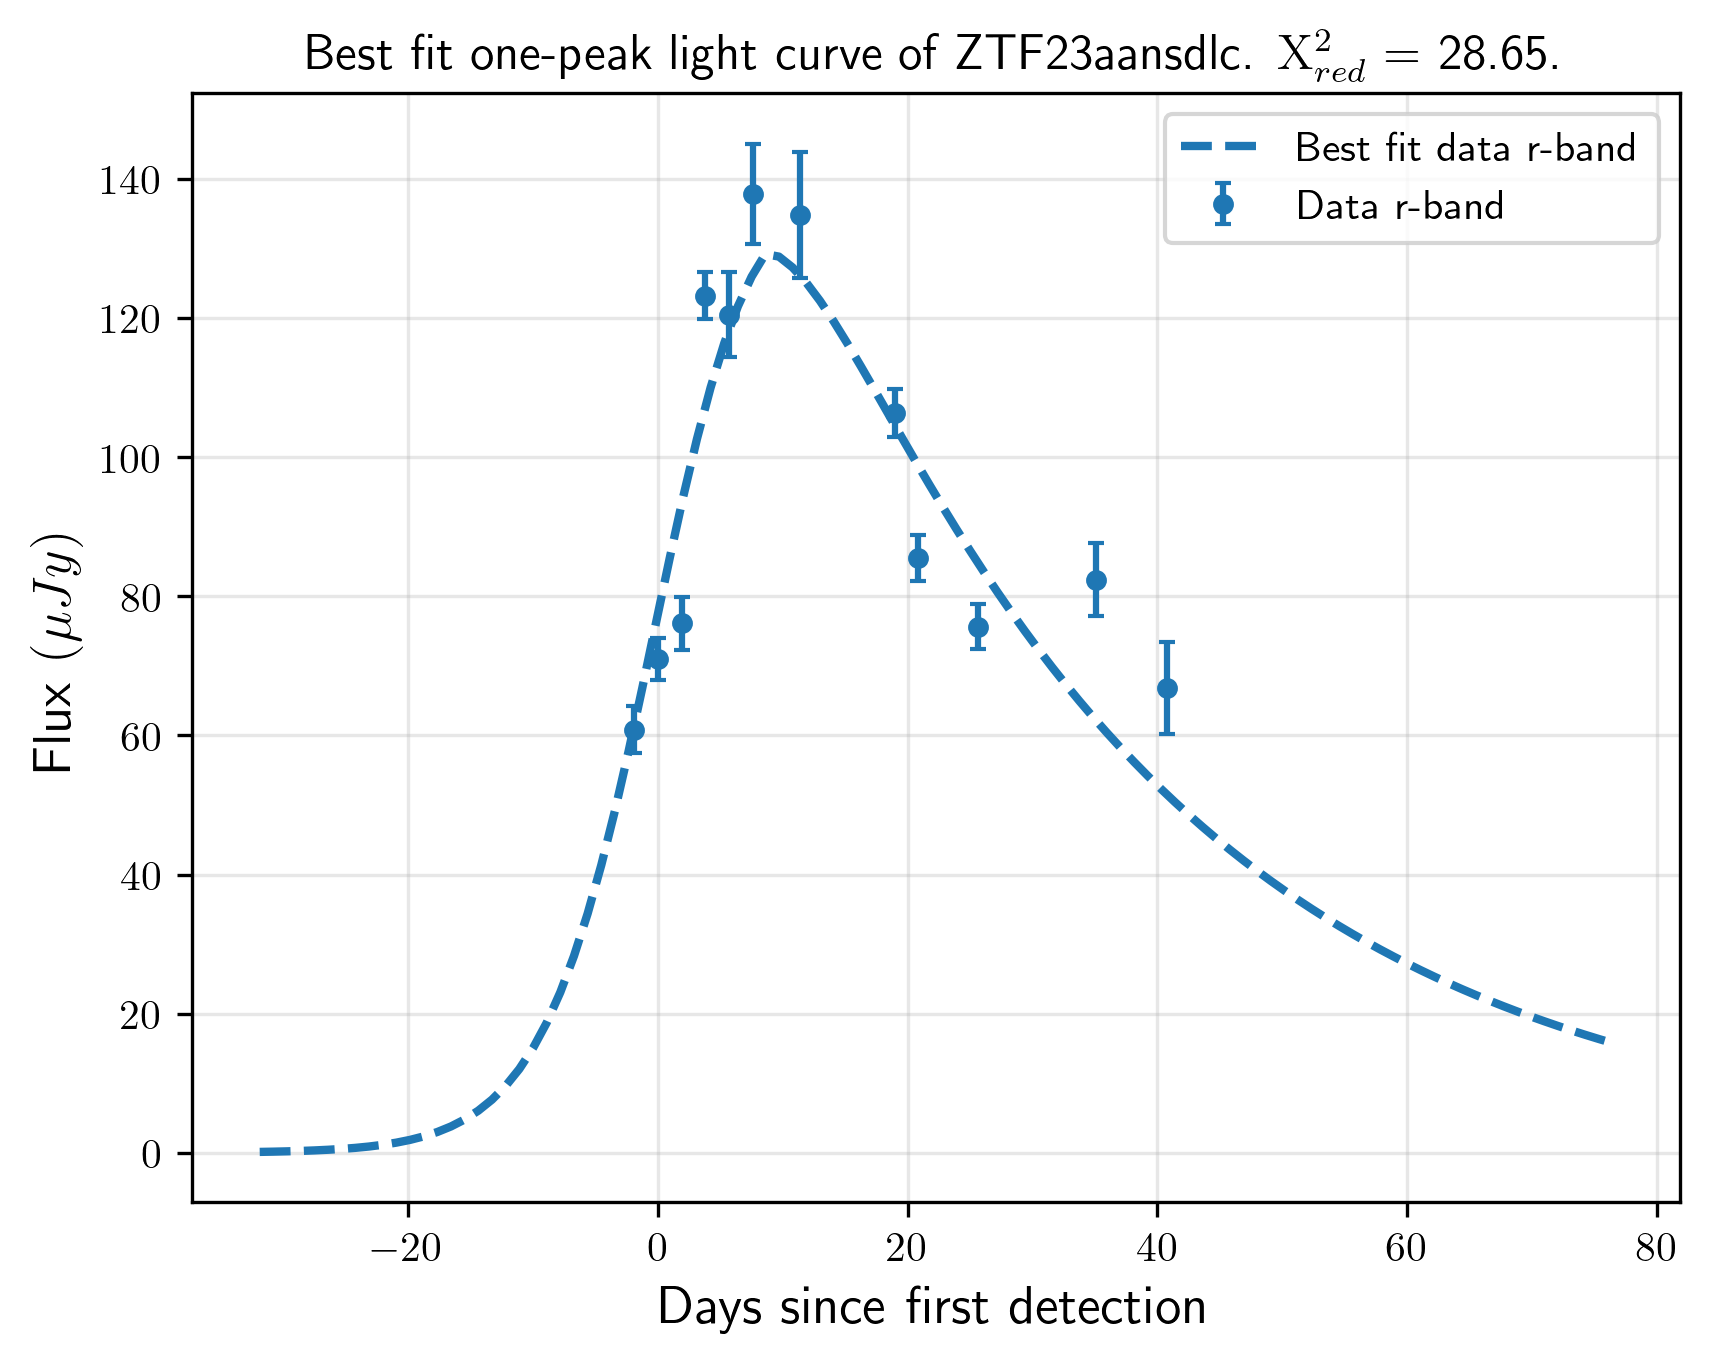 Best fit one-peak light curve of ZTF23aansdlc. X²_red = 28.65.
Best fit data r-band
Data r-band
Flux (μJy)
140
120
100
80
60
40
20
0
−20 0 20 40 60 80
Days since first detection